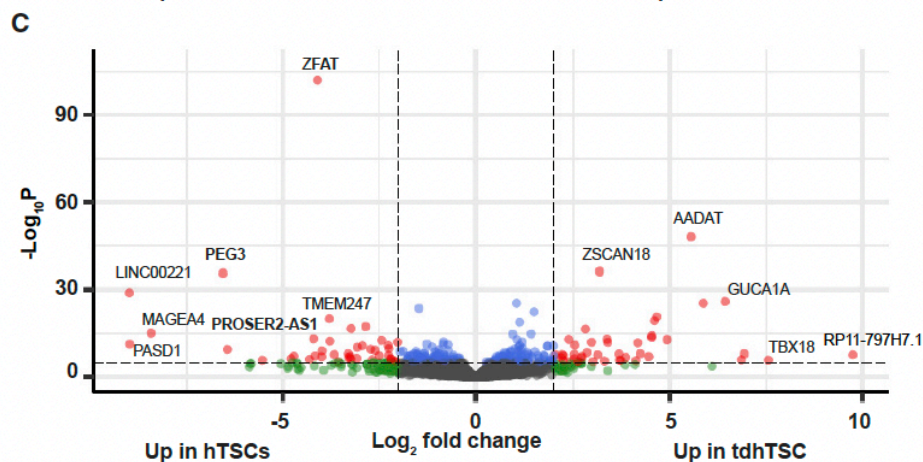 C
ZFAT
90
-Log10P
60
AADAT
PEG3
ZSCAN18
LINC00221
30
GUCA1A
TMEM247
MAGEA4
PROSER2-AS1
PASD1
TBX18
RP11-797H7.1
0
-5
0
5
10
Up in hTSCs
Log2 fold change
Up in tdhTSC